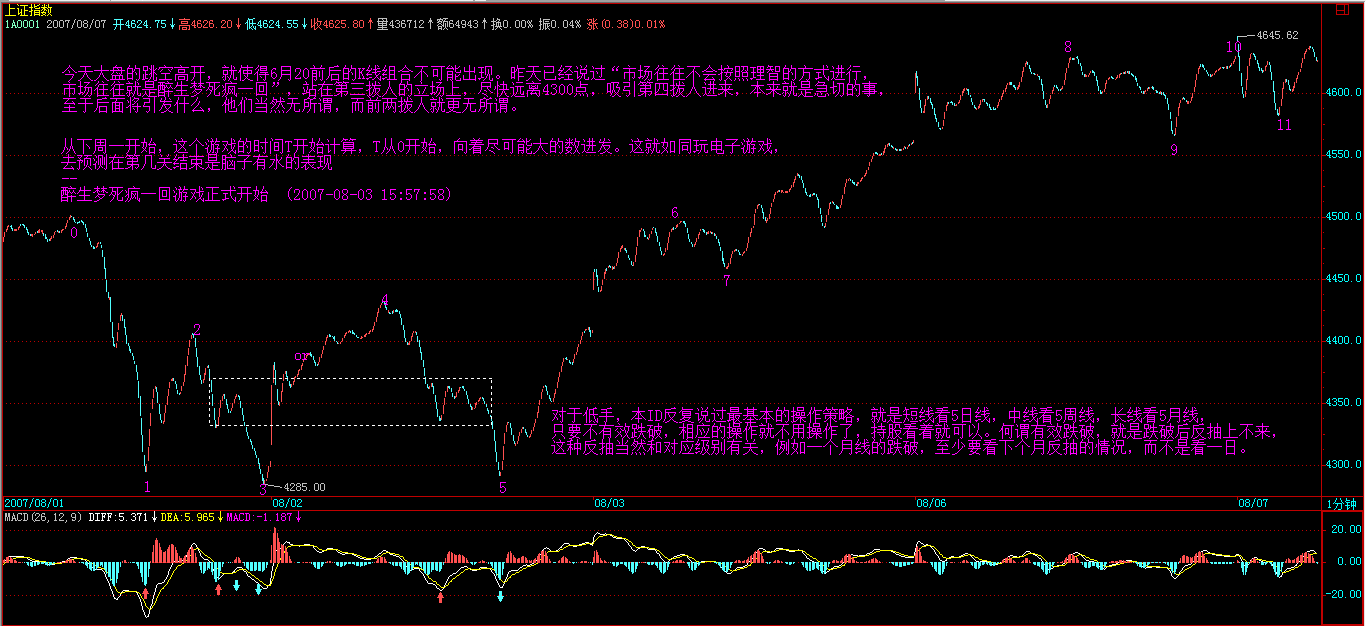 上证指数
1A0001 2007/08/07 开4624.75↓高4626.20↓低4624.55↓收4625.80↑量436712↑额64943↑换0.00% 振0.04% 涨(0.38)0.01%
4645.62
8
10
今天大盘的跳空高开，就使得6月20前后的K线组合不可能出现。昨天已经说过“市场往往不会按照理智的方式进行，
市场往往就是醉生梦死疯一回”，站在第三拨人的立场上，尽快远离4300点，吸引第四拨人进来，本来就是急切的事，
至于后面将引发什么，他们当然无所谓，而前两拨人就更无所谓。
4600.0
11
从下周一开始，这个游戏的时间T开始计算，T从0开始，向着尽可能大的数进发。这就如同玩电子游戏，
去预测在第几关结束是脑子有水的表现
9
4550.0
--
醉生梦死疯一回游戏正式开始 (2007-08-03 15:57:58)
6
4500.0
0
7
4450.0
4
2
4400.0
or
4350.0
对于低手，本ID反复说过最基本的操作策略，就是短线看5日线，中线看5周线，长线看5月线，
只要不有效跌破，相应的操作就不用操作了，持股看着就可以。何谓有效跌破，就是跌破后反抽上不来，
这种反抽当然和对应级别有关，例如一个月线的跌破，至少要看下个月反抽的情况，而不是看一日。
4300.0
1
3
4285.00
5
2007/08/01 08/02 08/03 08/06 08/07 1分钟
MACD(26,12,9) DIFF:5.371↓DEA:5.965↓MACD:-1.187↓
20.00
0.00
-20.00